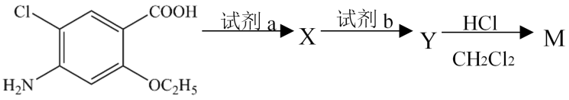 Cl
COOH
H₂N
OC₂H₅
试剂 a
X
试剂 b
Y
HCl
CH₂Cl₂
M